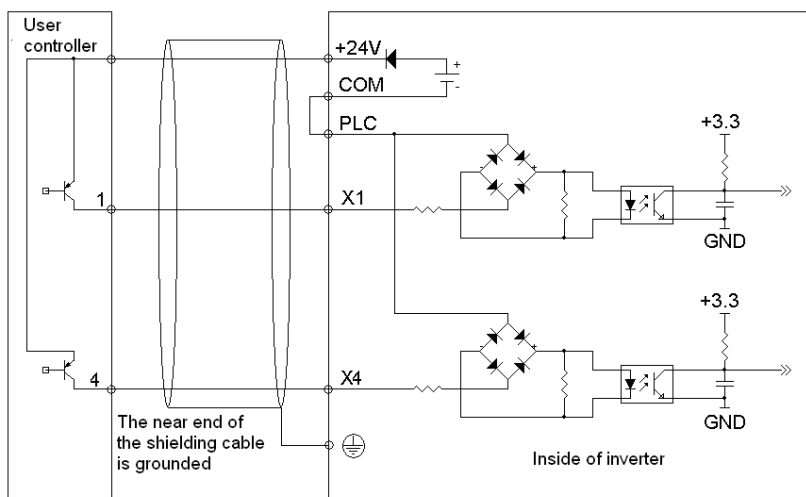 User
controller
+24V
+
-
COM
PLC
+3.3
1
X1
-
+
GND
+3.3
4
X4
-
+
GND
The near end of
the shielding cable
is grounded
Inside of inverter